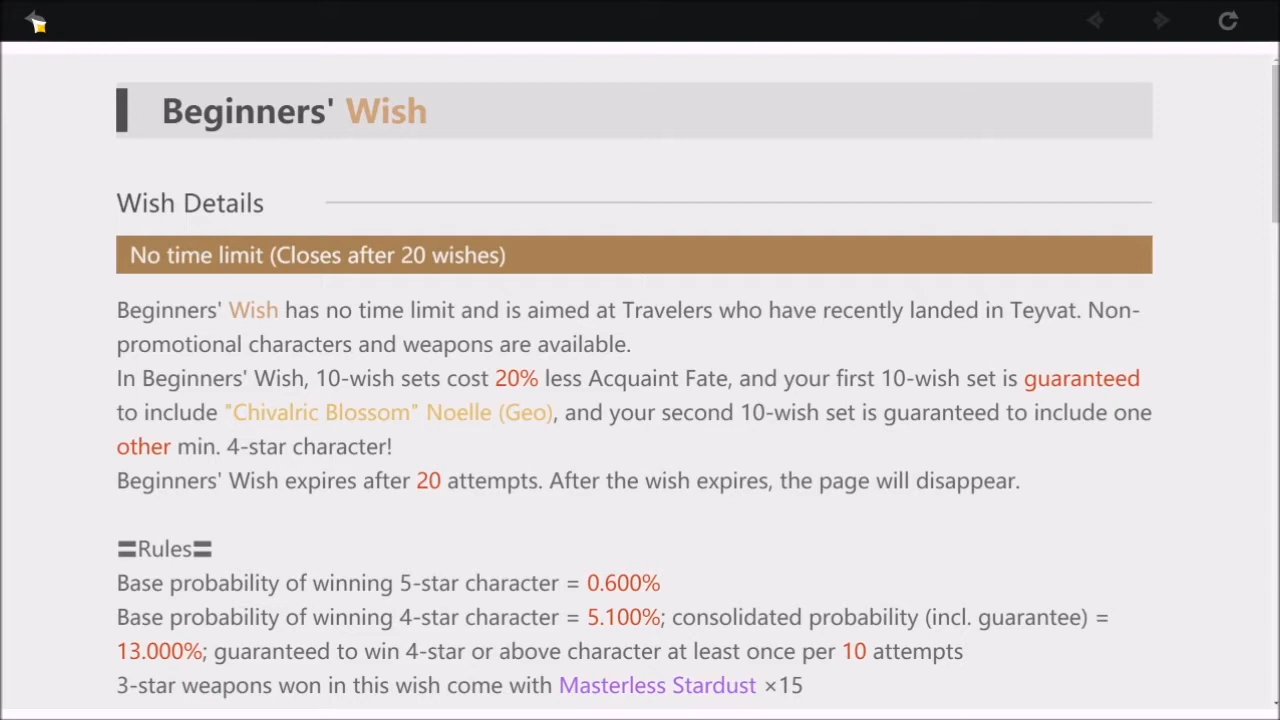 Beginners' Wish
Wish Details
No time limit (Closes after 20 wishes)
Beginners' Wish has no time limit and is aimed at Travelers who have recently landed in Teyvat. Non-
promotional characters and weapons are available.
In Beginners' Wish, 10-wish sets cost 20% less Acquaint Fate, and your first 10-wish set is guaranteed
to include "Chivalric Blossom" Noelle (Geo), and your second 10-wish set is guaranteed to include one
other min. 4-star character!
Beginners' Wish expires after 20 attempts. After the wish expires, the page will disappear.
〓Rules〓
Base probability of winning 5-star character = 0.600%
Base probability of winning 4-star character = 5.100%; consolidated probability (incl. guarantee) =
13.000%; guaranteed to win 4-star or above character at least once per 10 attempts
3-star weapons won in this wish come with Masterless Stardust ×15